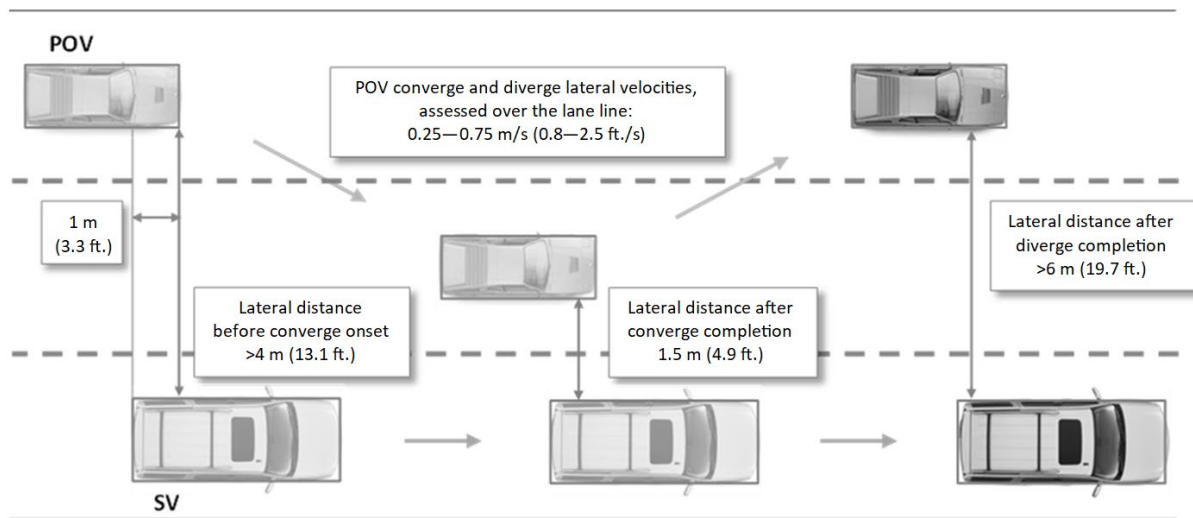 POV
POV converge and diverge lateral velocities,
assessed over the lane line:
0.25—0.75 m/s (0.8—2.5 ft./s)
1 m
(3.3 ft.)
Lateral distance
before converge onset
>4 m (13.1 ft.)
Lateral distance after
converge completion
1.5 m (4.9 ft.)
Lateral distance after
diverge completion
>6 m (19.7 ft.)
SV